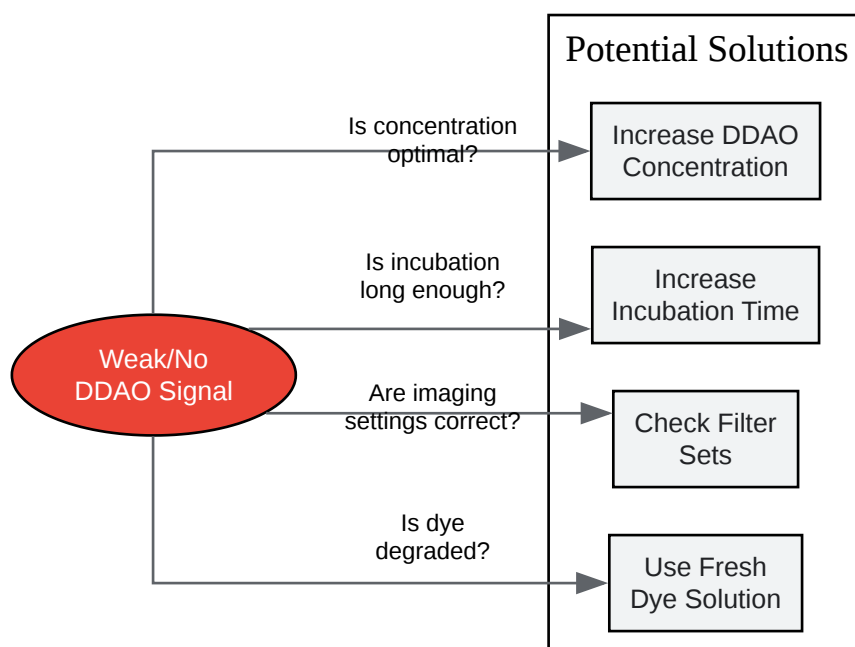 Potential Solutions
Is concentration
optimal?
Increase DDAO
Concentration
Is incubation
long enough?
Increase
Incubation Time
Weak/No
DDAO Signal
Are imaging
settings correct?
Check Filter
Sets
Is dye
degraded?
Use Fresh
Dye Solution